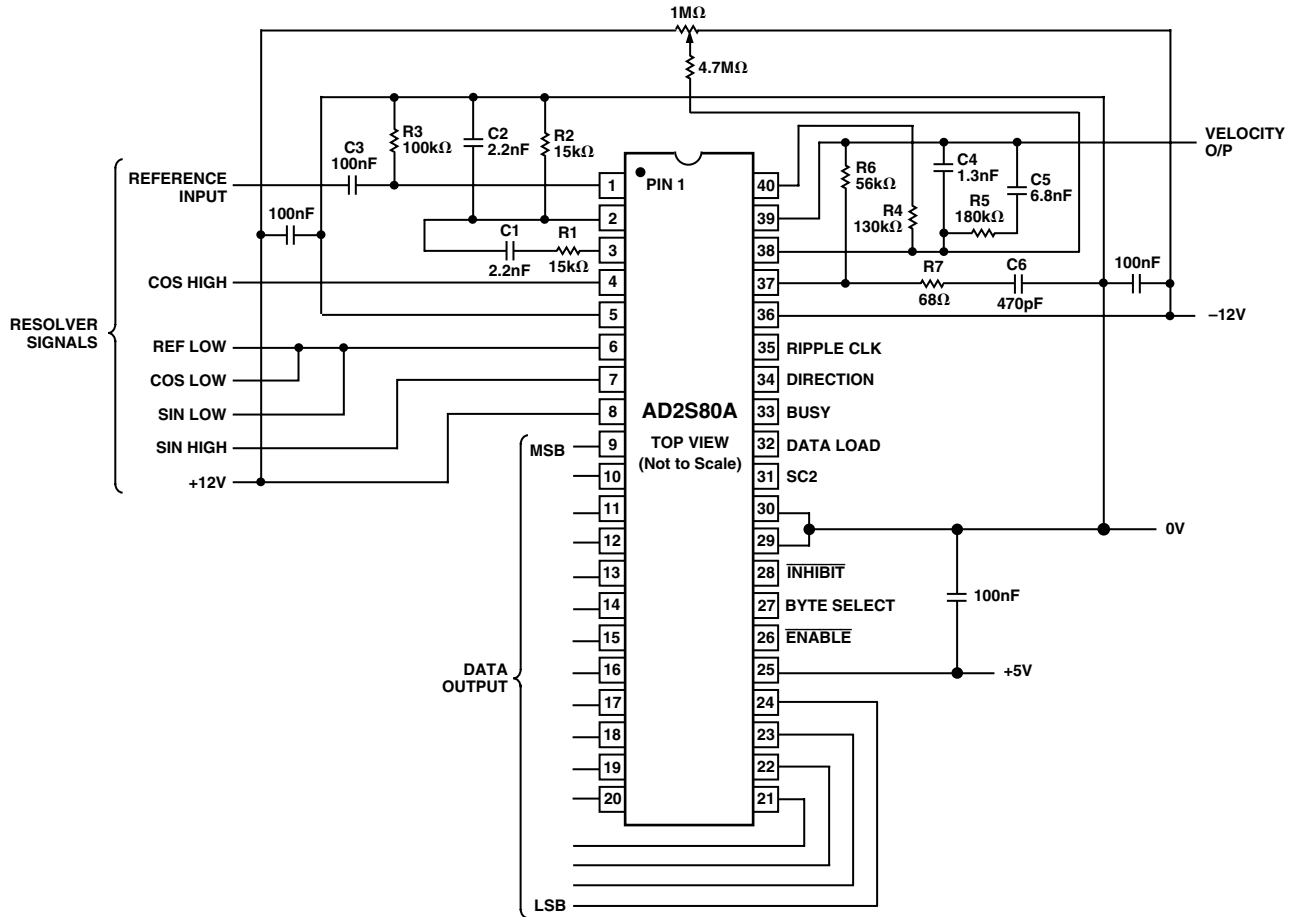 1MΩ
4.7MΩ
R3
100kΩ
C2
2.2nF
R2
15kΩ
C3
100nF
REFERENCE
INPUT
100nF
C1
2.2nF
R1
15kΩ
COS HIGH
RESOLVER
SIGNALS
REF LOW
COS LOW
SIN LOW
SIN HIGH
+12V
MSB
DATA
OUTPUT
LSB
PIN 1
AD2S80A
TOP VIEW
(Not to Scale)
1
2
3
4
5
6
7
8
9
10
11
12
13
14
15
16
17
18
19
20
40
39
38
37
36
35
34
33
32
31
30
29
28
27
26
25
24
23
22
21
VELOCITY
O/P
R6
56kΩ
R4
130kΩ
C4
1.3nF
C5
6.8nF
R5
180kΩ
R7
68Ω
C6
470pF
100nF
–12V
RIPPLE CLK
DIRECTION
BUSY
DATA LOAD
SC2
0V
INHIBIT
BYTE SELECT
ENABLE
100nF
+5V